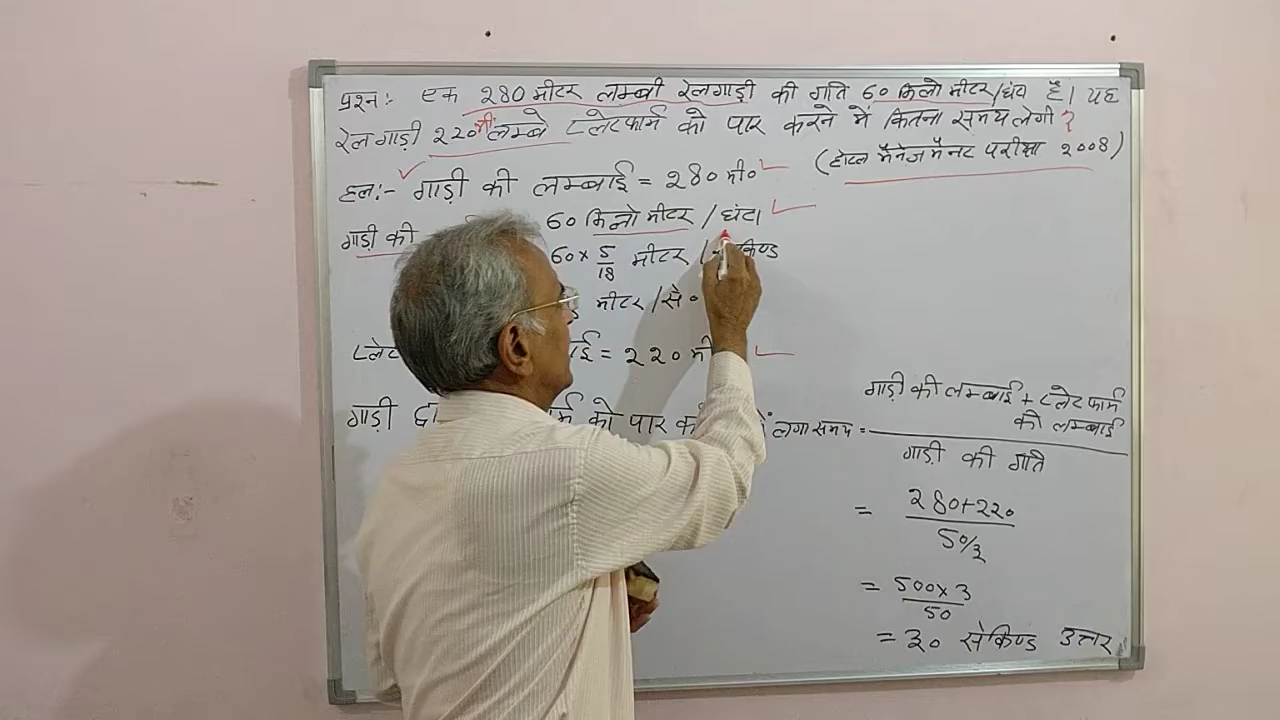 प्रश्न:- एक 280 मीटर लम्बी रेलगाड़ी की गति 60 किलो मीटर/घंटा है। यह
रेलगाड़ी 220 मी॰ लम्बे प्लेटफार्म को पार करने में कितना समय लेगी ?
(होटल मैनेजमैन्ट परीक्षा 2008)
हल:- गाड़ी की लम्बाई = 280 मी॰
गाड़ी की 60 किलो मीटर / घंटा
60 × 5/18 मीटर /
मीटर / से॰
= 220 मी
गाड़ी को पार लगा समय = गाड़ी की लम्बाई + प्लेटफार्म की लम्बाई
गाड़ी की गति
= 280+220
50/3
= 500×3
50
= 30 सेकिण्ड उत्तर